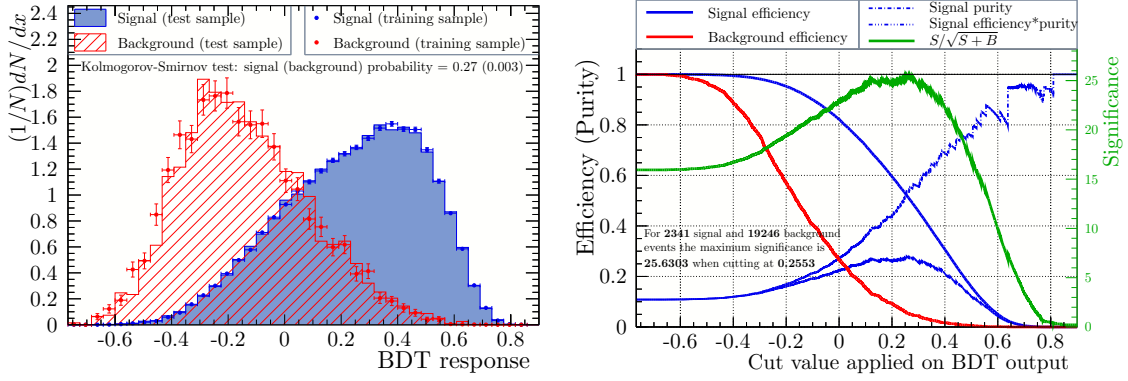 Signal (test sample)
Background (test sample)
Signal (training sample)
Background (training sample)
Kolmogorov-Smirnov test: signal (background) probability = 0.27 (0.003)
(1/N)dN/dx
2.4
2.2
2
1.8
1.6
1.4
1.2
1
0.8
0.6
0.4
0.2
0
-0.6
-0.4
-0.2
0
0.2
0.4
0.6
0.8
BDT response
Signal efficiency
Background efficiency
Signal purity
Signal efficiency*purity
S/√S+B
Efficiency (Purity)
1
0.8
0.6
0.4
0.2
0
For 2341 signal and 19246 background
events the maximum significance is
25.6303 when cutting at 0.2553
-0.6
-0.4
-0.2
0
0.2
0.4
0.6
0.8
Cut value applied on BDT output
25
20
15
10
5
0
Significance